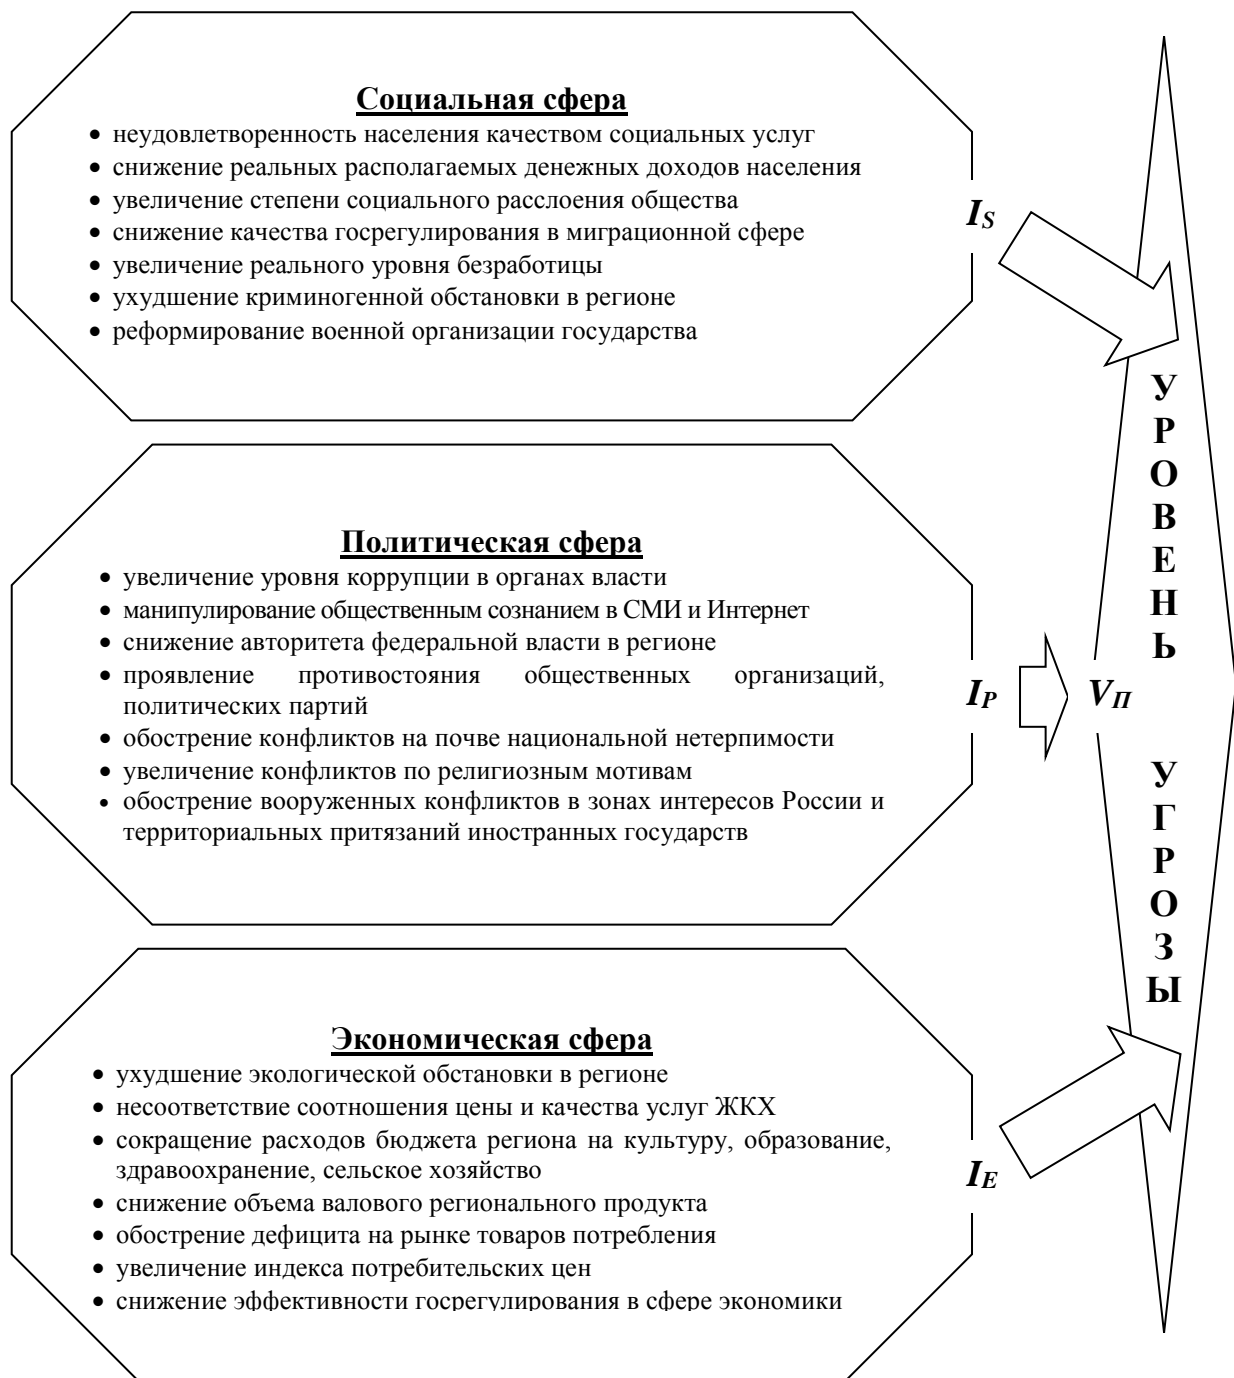 Социальная сфера
• неудовлетворенность населения качеством социальных услуг
• снижение реальных располагаемых денежных доходов населения
• увеличение степени социального расслоения общества
• снижение качества госрегулирования в миграционной сфере
• увеличение реального уровня безработицы
• ухудшение криминогенной обстановки в регионе
• реформирование военной организации государства
I_S
Политическая сфера
• увеличение уровня коррупции в органах власти
• манипулирование общественным сознанием в СМИ и Интернет
• снижение авторитета федеральной власти в регионе
• проявление противостояния общественных организаций,
политических партий
• обострение конфликтов на почве национальной нетерпимости
• увеличение конфликтов по религиозным мотивам
• обострение вооруженных конфликтов в зонах интересов России и
территориальных притязаний иностранных государств
I_P
V_П
Экономическая сфера
• ухудшение экологической обстановки в регионе
• несоответствие соотношения цены и качества услуг ЖКХ
• сокращение расходов бюджета региона на культуру, образование,
здравоохранение, сельское хозяйство
• снижение объема валового регионального продукта
• обострение дефицита на рынке товаров потребления
• увеличение индекса потребительских цен
• снижение эффективности госрегулирования в сфере экономики
I_E
УРОВЕНЬ
УГРОЗЫ